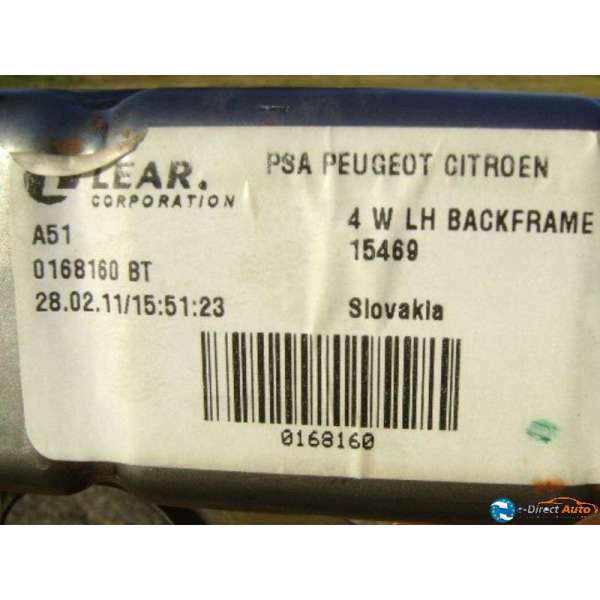 LEAR.
CORPORATION
PSA PEUGEOT CITROEN
A51
4 W LH BACKFRAME
0168160 BT
15469
28.02.11/15:51:23
Slovakia
0168160
e-Direct Auto